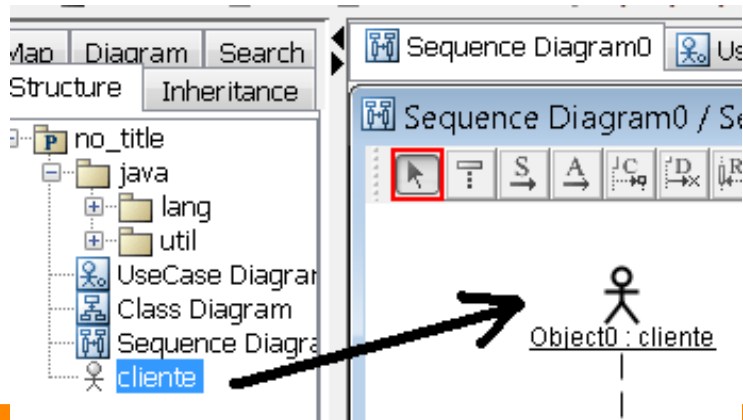 Map Diagram Search
Structure Inheritance
no_title
java
lang
util
UseCase Diagrar
Class Diagram
Sequence Diagra
cliente
Sequence Diagram0 Us
Sequence Diagram0 / Se
S A C D R
Object0 : cliente